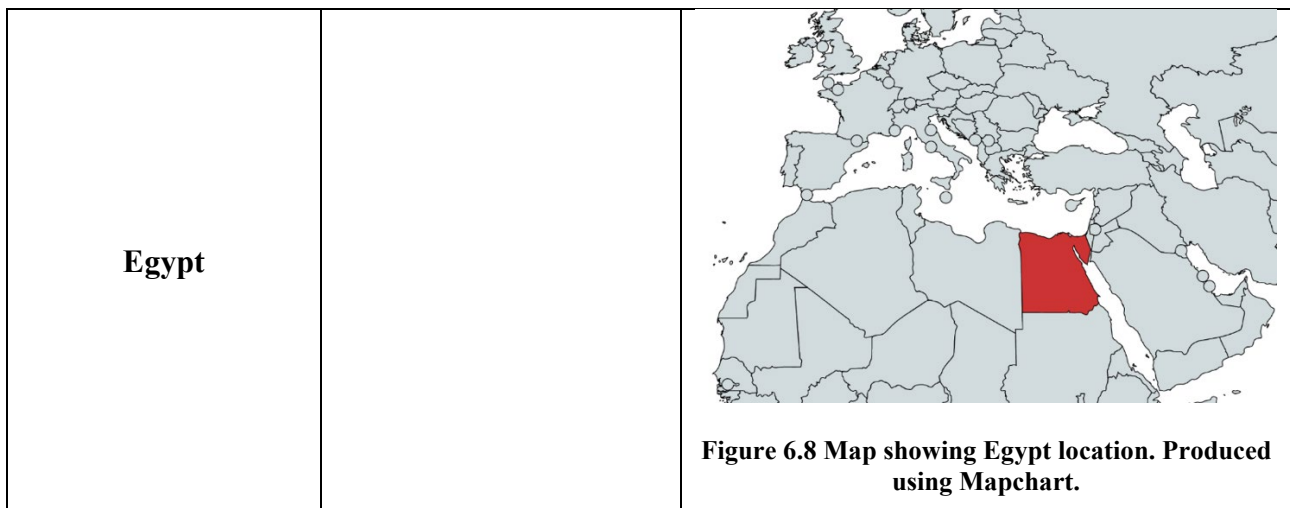 Egypt
Figure 6.8 Map showing Egypt location. Produced
using Mapchart.